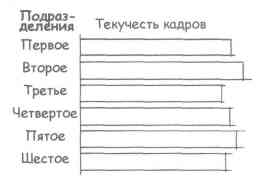 Подраз-
деления
Текучесть кадров
Первое
Второе
Третье
Четвертое
Пятое
Шестое